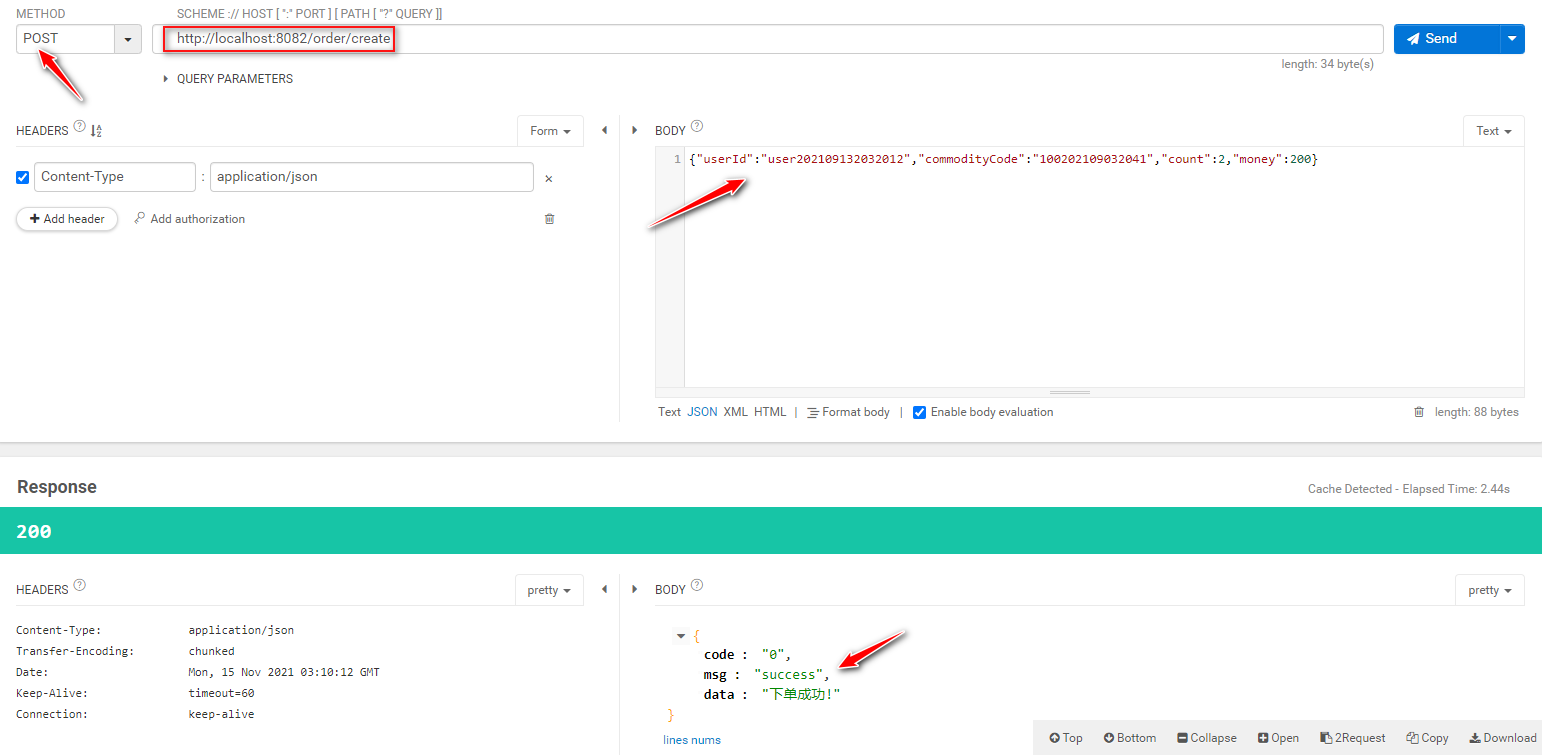 METHOD
SCHEME :// HOST [ ":" PORT ] [ PATH [ "?" QUERY ]]
POST
http://localhost:8082/order/create
Send
length: 34 byte(s)
QUERY PARAMETERS
HEADERS ?
Form
BODY ?
Text
Content-Type : application/json ×
+ Add header
Add authorization
1 {"userId":"user202109132032012","commodityCode":"100202109032041","count":2,"money":200}
Text JSON XML HTML | Format body | Enable body evaluation
length: 88 bytes
Response
Cache Detected - Elapsed Time: 2.44s
200
HEADERS ?
pretty
BODY ?
pretty
Content-Type: application/json
Transfer-Encoding: chunked
Date: Mon, 15 Nov 2021 03:10:12 GMT
Keep-Alive: timeout=60
Connection: keep-alive
{
code : "0",
msg : "success",
data : "下单成功!"
}
lines nums
Top Bottom Collapse Open 2Request Copy Download